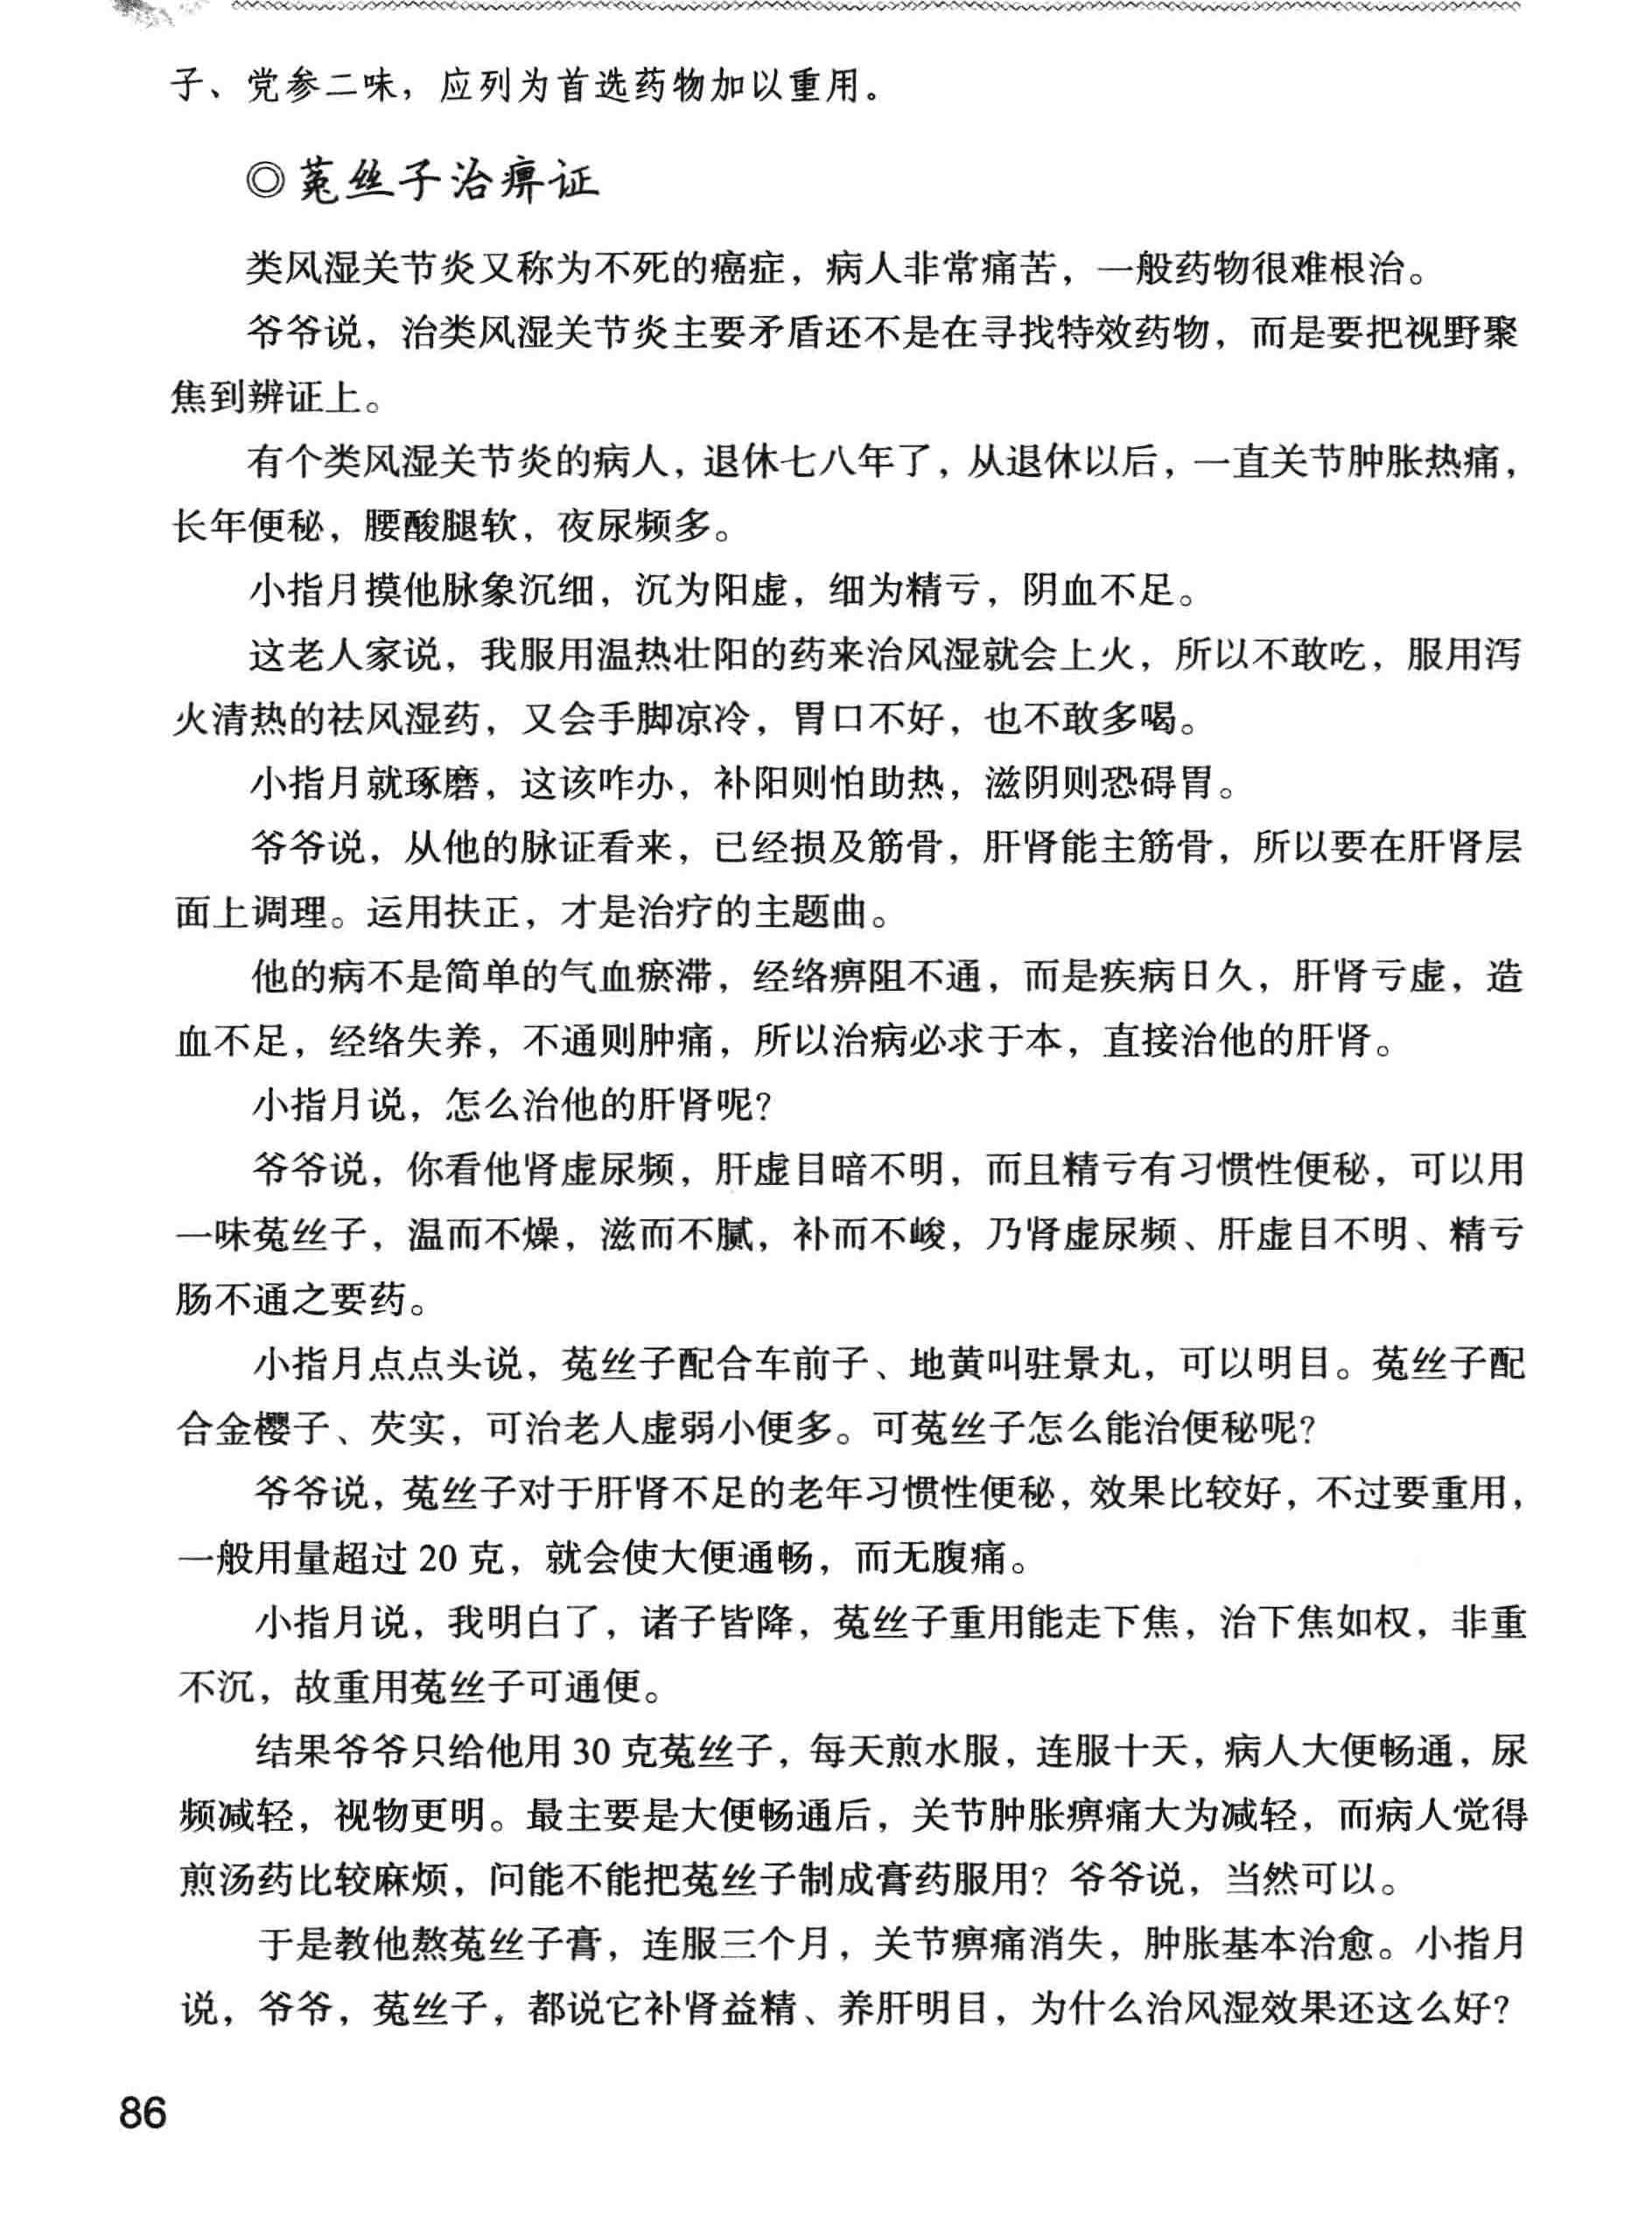 子、党参二味，应列为首选药物加以重用。
◎菟丝子治痹证
类风湿关节炎又称为不死的癌症，病人非常痛苦，一般药物很难根治。
爷爷说，治类风湿关节炎主要矛盾还不是在寻找特效药物，而是要把视野聚
焦到辨证上。
有个类风湿关节炎的病人，退休七八年了，从退休以后，一直关节肿胀热痛，
长年便秘，腰酸腿软，夜尿频多。
小指月摸他脉象沉细，沉为阳虚，细为精亏，阴血不足。
这老人家说，我服用温热壮阳的药来治风湿就会上火，所以不敢吃，服用泻
火清热的祛风湿药，又会手脚凉冷，胃口不好，也不敢多喝。
小指月就琢磨，这该咋办，补阳则怕助热，滋阴则恐碍胃。
爷爷说，从他的脉证看来，已经损及筋骨，肝肾能主筋骨，所以要在肝肾层
面上调理。运用扶正，才是治疗的主题曲。
他的病不是简单的气血瘀滞，经络痹阻不通，而是疾病日久，肝肾亏虚，造
血不足，经络失养，不通则肿痛，所以治病必求于本，直接治他的肝肾。
小指月说，怎么治他的肝肾呢？
爷爷说，你看他肾虚尿频，肝虚目暗不明，而且精亏有习惯性便秘，可以用
一味菟丝子，温而不燥，滋而不腻，补而不峻，乃肾虚尿频、肝虚目不明、精亏
肠不通之要药。
小指月点点头说，菟丝子配合车前子、地黄叫驻景丸，可以明目。菟丝子配
合金樱子、芡实，可治老人虚弱小便多。可菟丝子怎么能治便秘呢？
爷爷说，菟丝子对于肝肾不足的老年习惯性便秘，效果比较好，不过要重用，
一般用量超过 20 克，就会使大便通畅，而无腹痛。
小指月说，我明白了，诸子皆降，菟丝子重用能走下焦，治下焦如权，非重
不沉，故重用菟丝子可通便。
结果爷爷只给他用 30 克菟丝子，每天煎水服，连服十天，病人大便畅通，尿
频减轻，视物更明。最主要是大便畅通后，关节肿胀痹痛大为减轻，而病人觉得
煎汤药比较麻烦，问能不能把菟丝子制成膏药服用？爷爷说，当然可以。
于是教他熬菟丝子膏，连服三个月，关节痹痛消失，肿胀基本治愈。小指月
说，爷爷，菟丝子，都说它补肾益精、养肝明目，为什么治风湿效果还这么好？
86